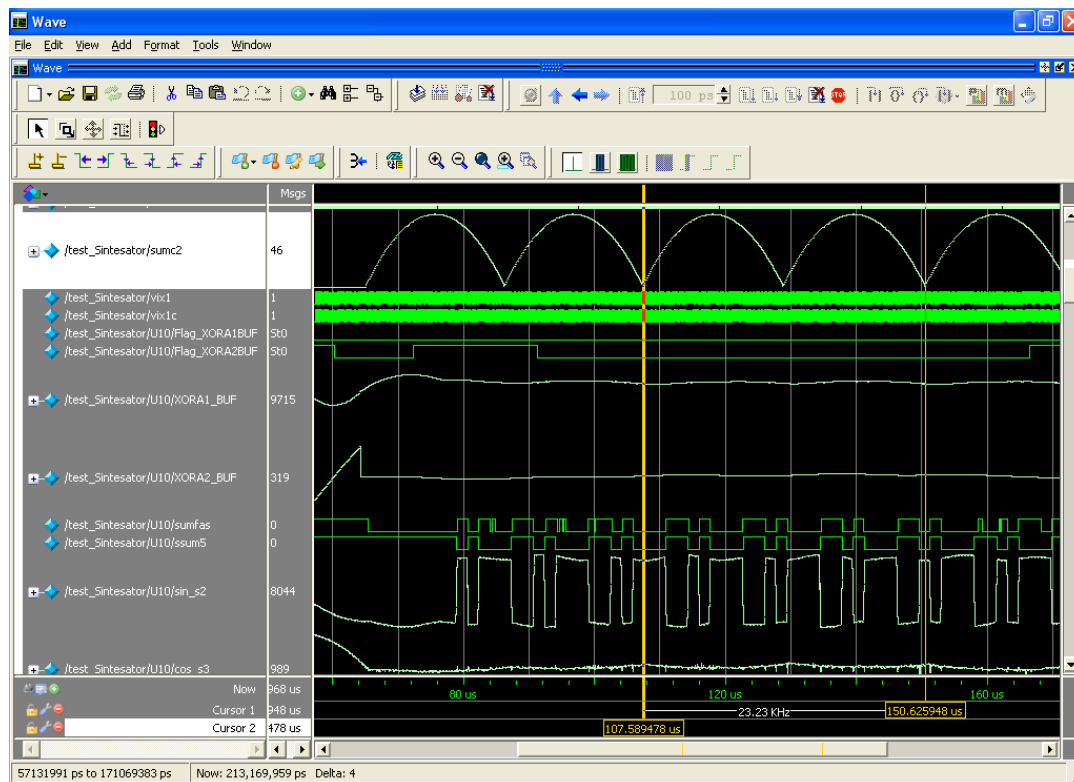 Wave
File Edit View Add Format Tools Window
Wave
100 ps
Msgs
/test_Sintesator/sumc2 46
/test_Sintesator/vix1 1
/test_Sintesator/vix1c 1
/test_Sintesator/U10/Flag_XORA1BUF St0
/test_Sintesator/U10/Flag_XORA2BUF St0
/test_Sintesator/U10/XORA1_BUF 9715
/test_Sintesator/U10/XORA2_BUF 319
/test_Sintesator/U10/sumfas 0
/test_Sintesator/U10/ssum5 0
/test_Sintesator/U10/sin_s2 8044
/test_Sintesator/U10/cos_s3 989
Now 968 us 80 us 120 us 160 us
Cursor 1 948 us 23.23 KHz 150.625948 us
Cursor 2 478 us 107.589478 us
57131991 ps to 171069383 ps Now: 213,169,959 ps Delta: 4